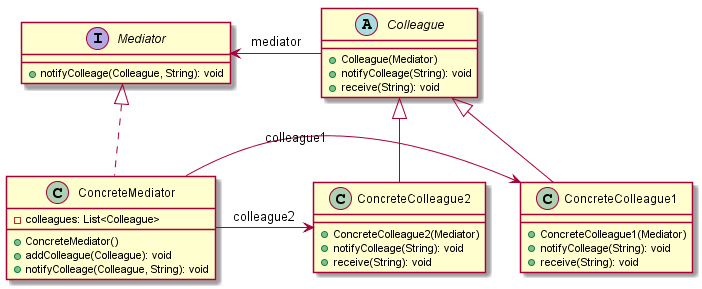 I Mediator
notifyColleage(Colleague, String): void
mediator
A Colleague
Colleague(Mediator)
notifyColleage(String): void
receive(String): void
colleague1
C ConcreteMediator
colleagues: List<Colleague>
ConcreteMediator()
addColleague(Colleague): void
notifyColleage(Colleague, String): void
colleague2
C ConcreteColleague2
ConcreteColleague2(Mediator)
notifyColleage(String): void
receive(String): void
C ConcreteColleague1
ConcreteColleague1(Mediator)
notifyColleage(String): void
receive(String): void